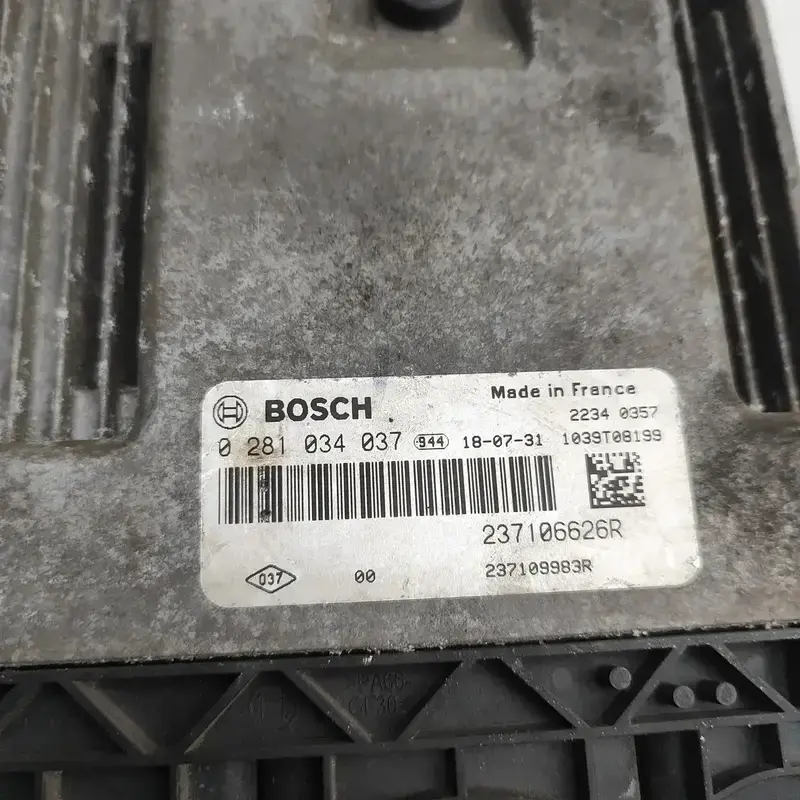 Made in France
BOSCH
2234 0357
0 281 034 037 944 18-07-31 1039T08199
237106626R
037 00 237109983R